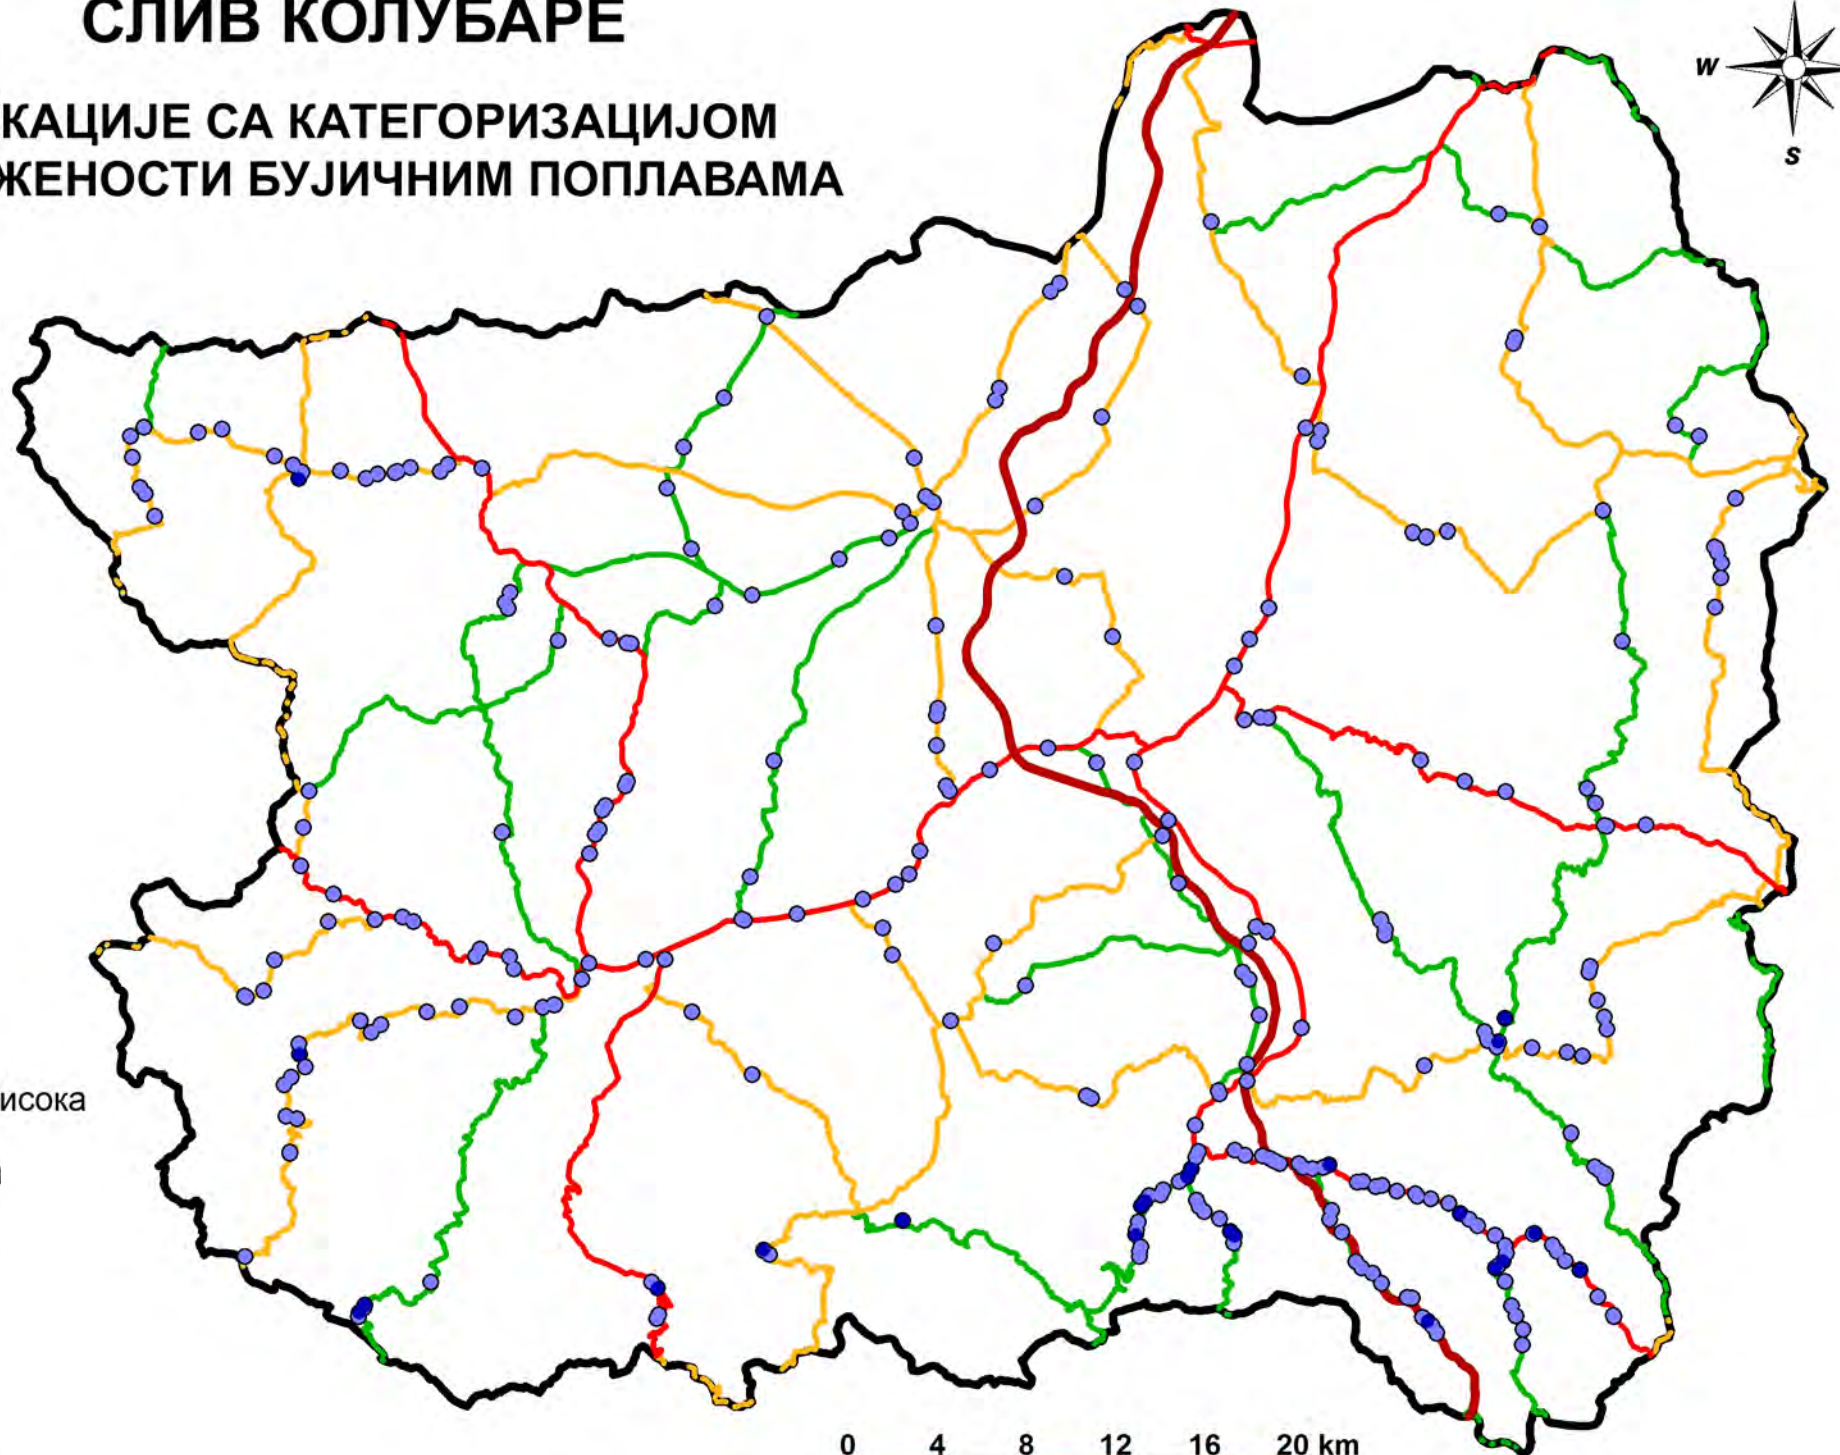 СЛИВ КОЛУБАРЕ
КАЦИЈЕ СА КАТЕГОРИЗАЦИЈОМ
ЖЕНОСТИ БУЈИЧНИМ ПОПЛАВАМА
W
S
исока
0 4 8 12 16 20 km